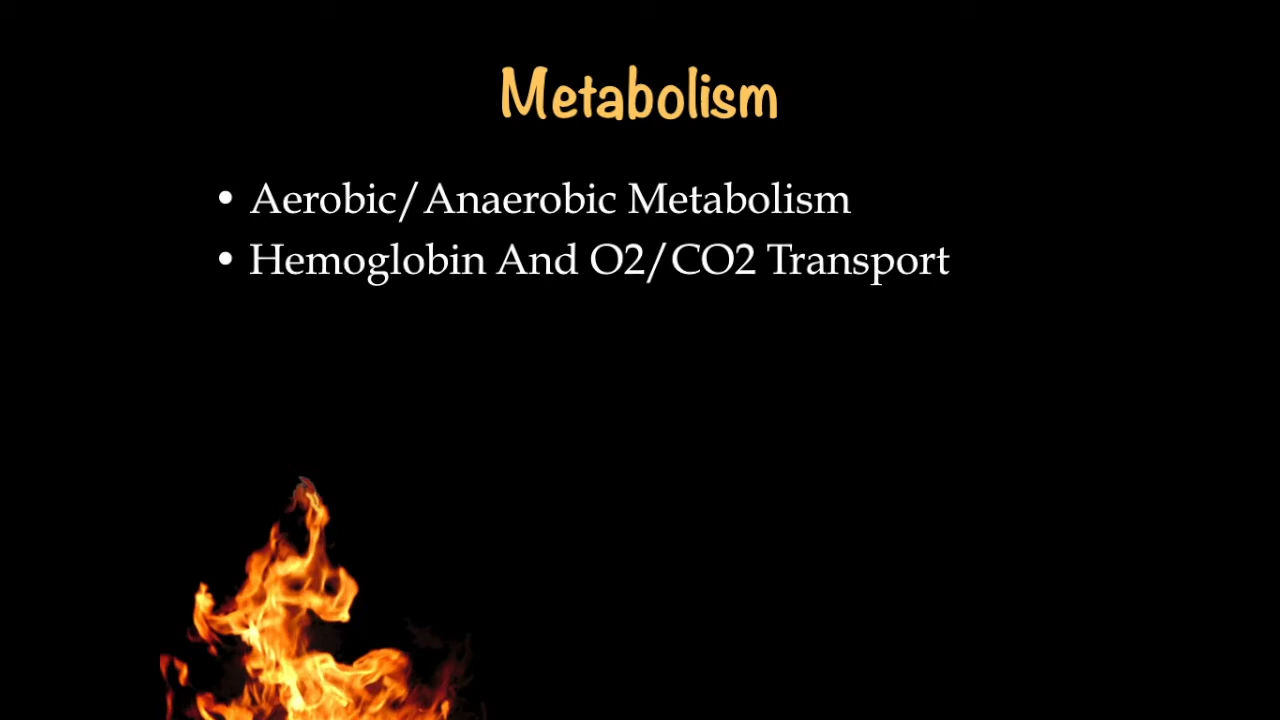 Metabolism
• Aerobic/Anaerobic Metabolism
• Hemoglobin And O2/CO2 Transport